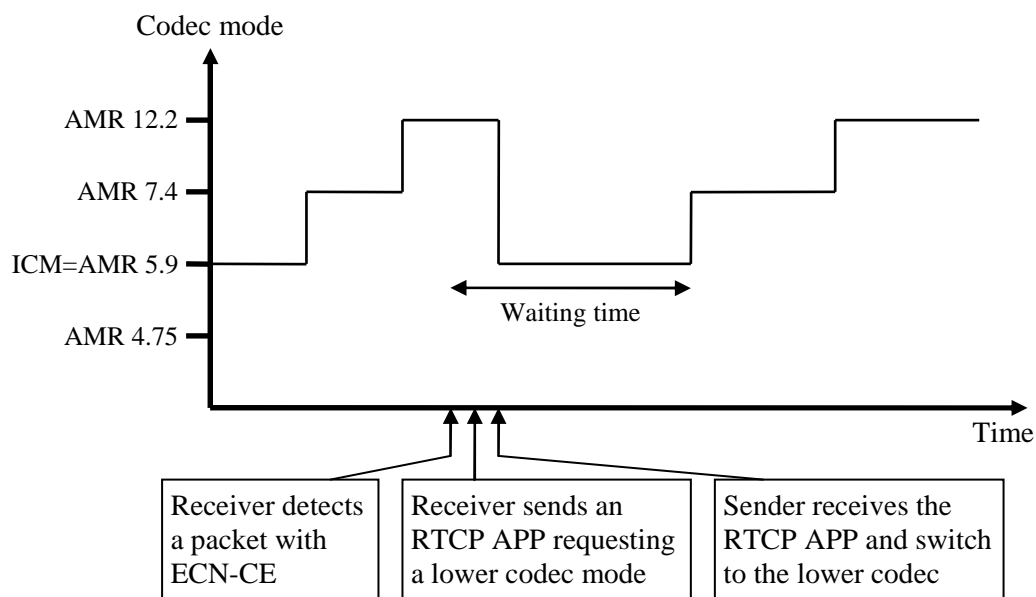 Codec mode
AMR 12.2
AMR 7.4
ICM=AMR 5.9
Waiting time
AMR 4.75
Time
Receiver detects
a packet with
ECN-CE
Receiver sends an
RTCP APP requesting
a lower codec mode
Sender receives the
RTCP APP and switch
to the lower codec